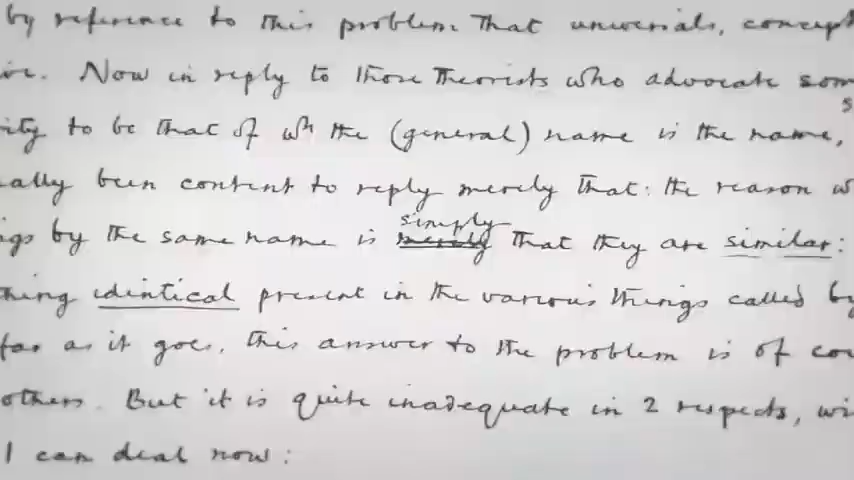 by reference to this problem that universals, concept
Now in reply to those theorists who advocate som
s
ity to be that of wh the (general) name is the name,
ally been content to reply merely that: the reason w
simply
gs by the same name is merely that they are similar:
hing identical present in the various things called by
far as it goes, this answer to the problem is of cou
others. But it is quite inadequate in 2 respects, wi
I can deal now: